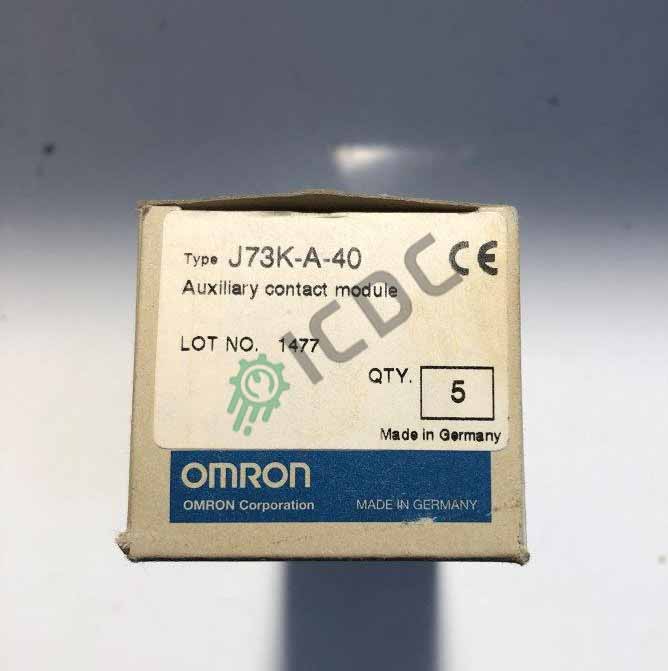 Type J73K-A-40
CE
Auxiliary contact module
LOT NO. 1477
QTY. 5
Made in Germany
ICDC
OMRON
OMRON Corporation
MADE IN GERMANY